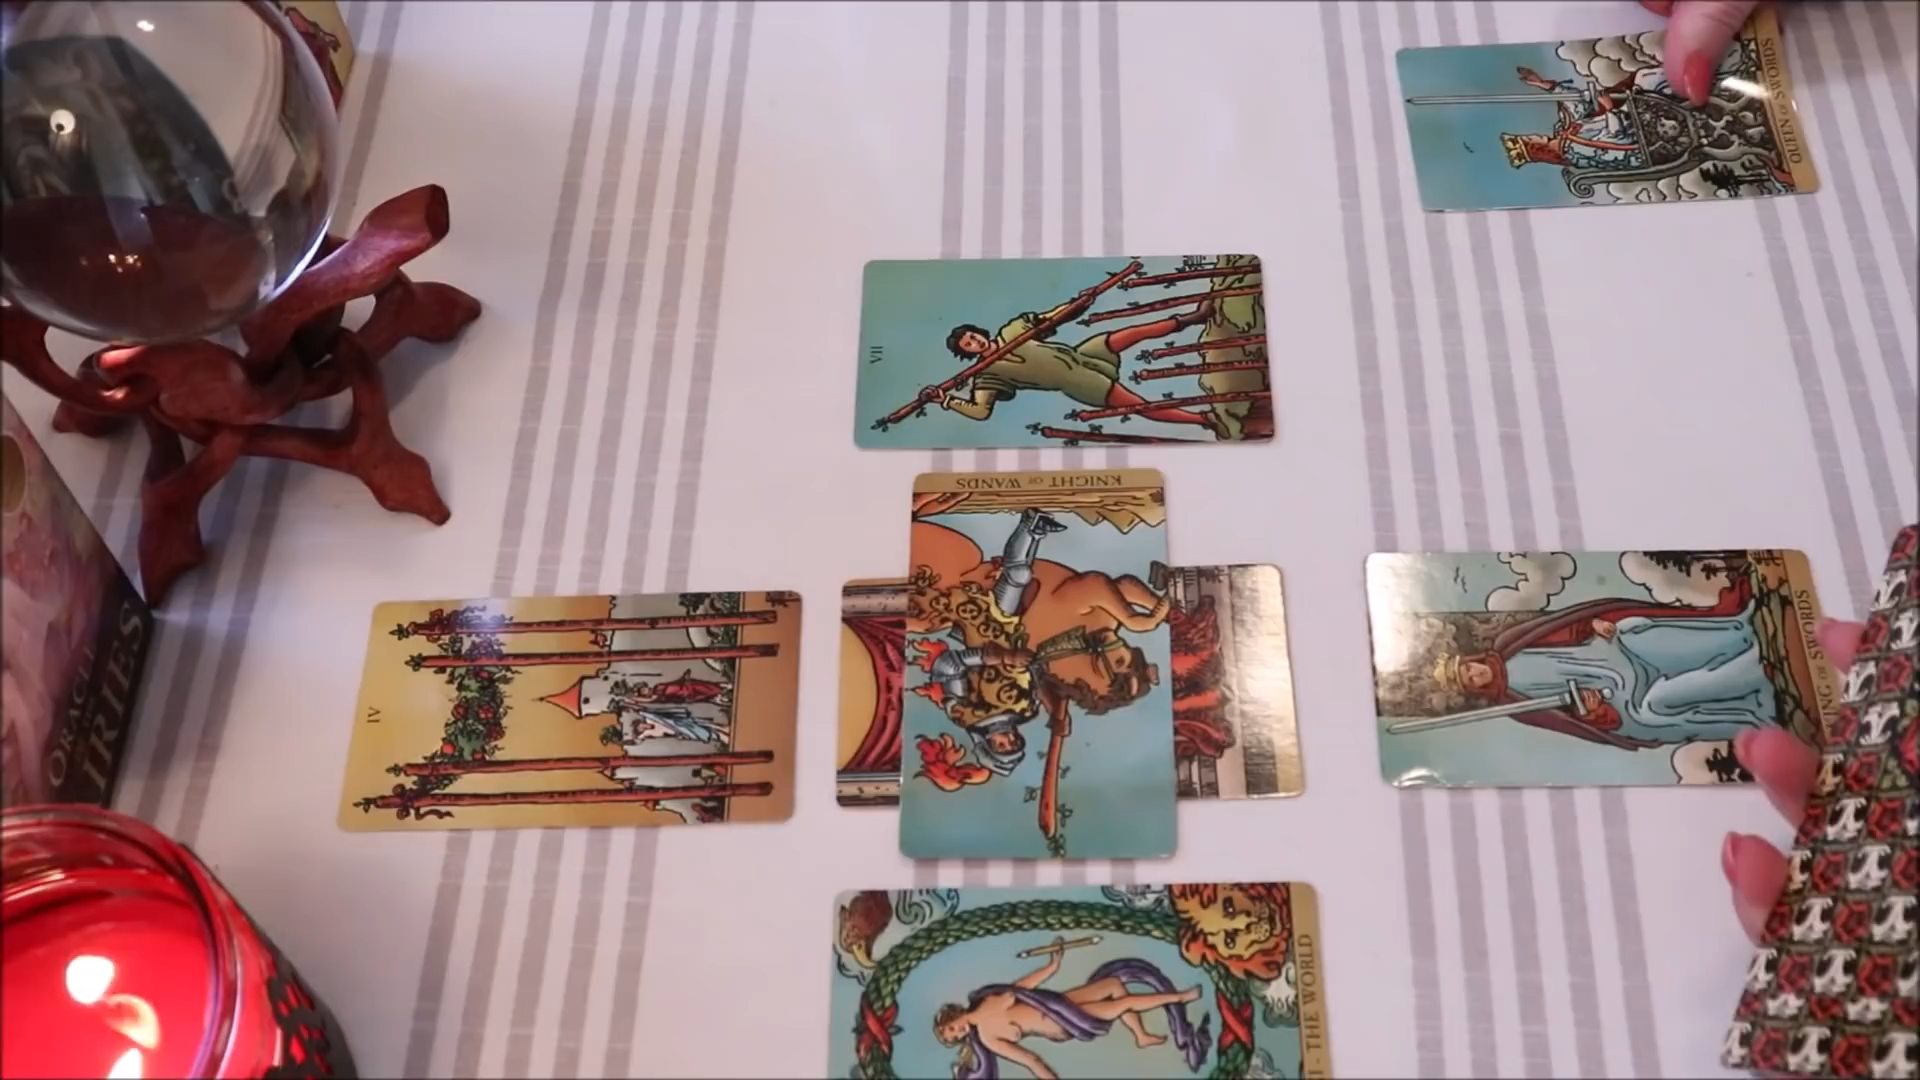 QUEEN OF SWORDS
VII
KNIGHT OF WANDS
IV
KING OF SWORDS
ORACLE
IRIES
I - THE WORLD